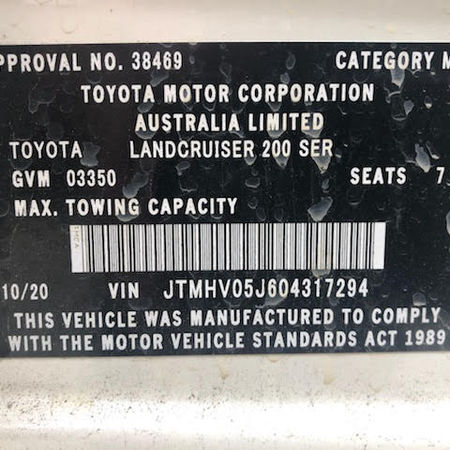 PPROVAL NO. 38469 CATEGORY M
TOYOTA MOTOR CORPORATION
AUSTRALIA LIMITED
TOYOTA LANDCRUISER 200 SER
GVM 03350 SEATS 7
MAX. TOWING CAPACITY
10/20 VIN JTMHV05J604317294
THIS VEHICLE WAS MANUFACTURED TO COMPLY
WITH THE MOTOR VEHICLE STANDARDS ACT 1989